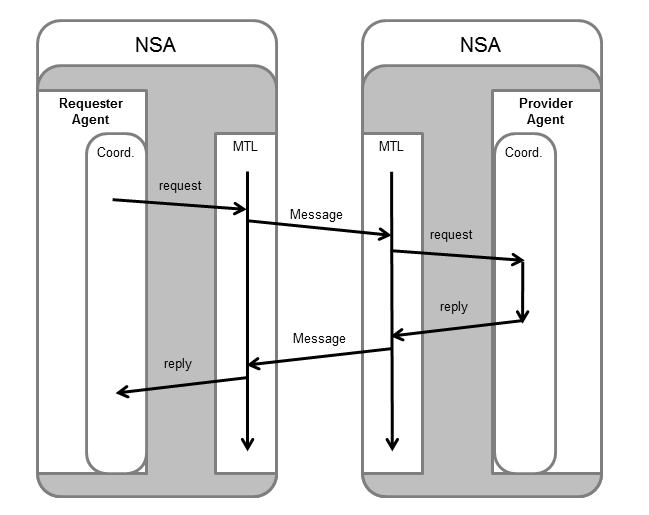 NSA
NSA
Requester
Agent
Provider
Agent
Coord.
MTL
MTL
Coord.
request
Message
request
reply
Message
reply